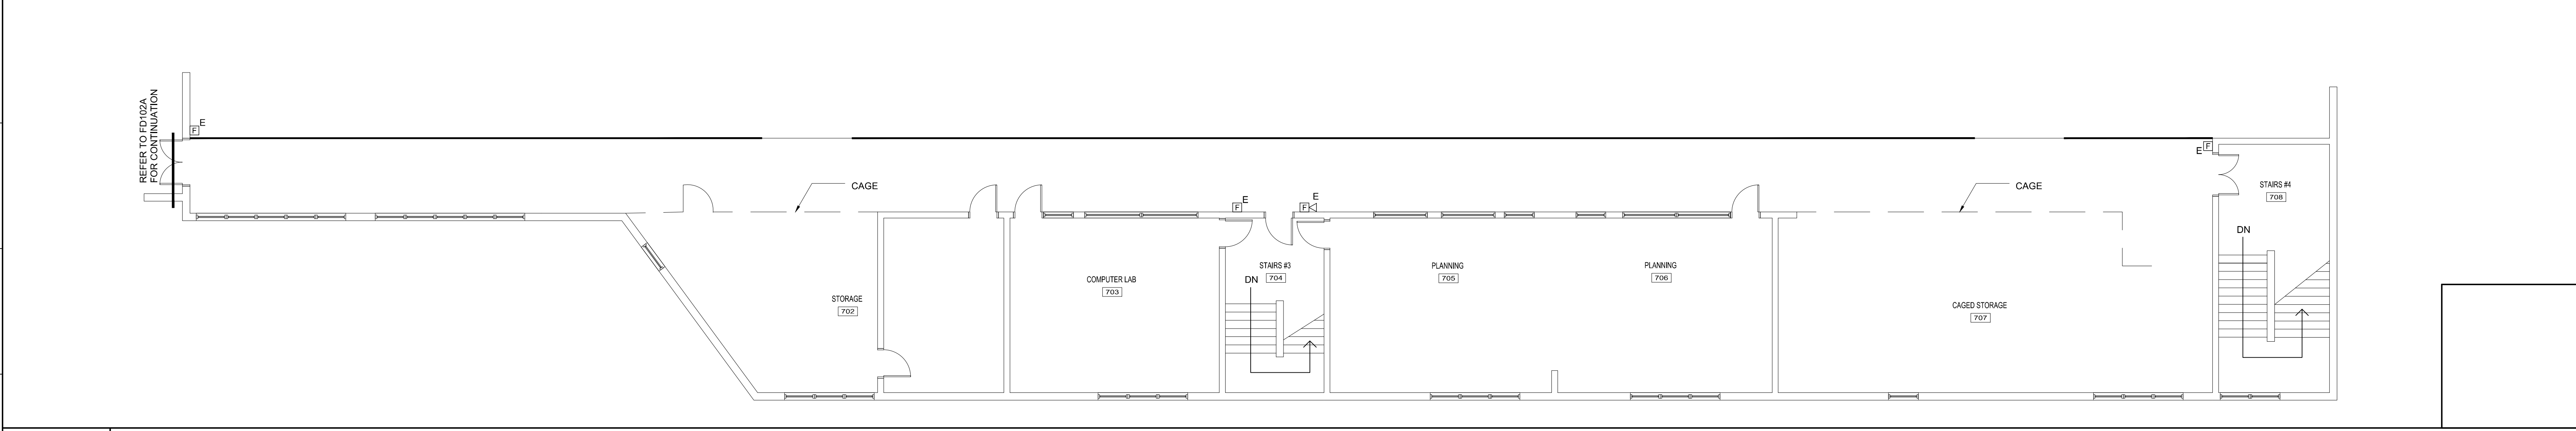 REFER TO FD102A
FOR CONTINUATION
E
F
CAGE
STORAGE
702
COMPUTER LAB
703
E
F
E
F
STAIRS #3
704
DN
PLANNING
705
PLANNING
706
CAGE
CAGED STORAGE
707
E
F
STAIRS #4
708
DN